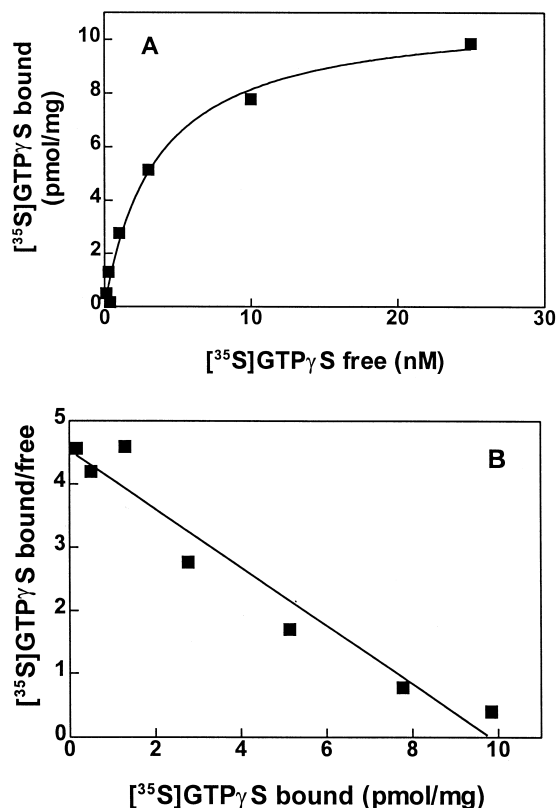 A
[³⁵S]GTPγS bound
(pmol/mg)
10
8
6
4
2
0
0 10 20 30
[³⁵S]GTPγS free (nM)
B
[³⁵S]GTPγS bound/free
5
4
3
2
1
0
0 2 4 6 8 10
[³⁵S]GTPγS bound (pmol/mg)